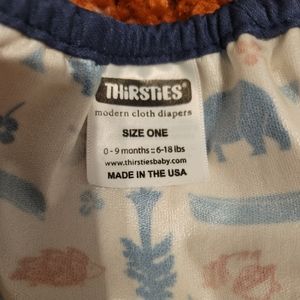 THiRSTiES®
modern cloth diapers
SIZE ONE
0 - 9 months = 6-18 lbs
www.thirstiesbaby.com
MADE IN THE USA